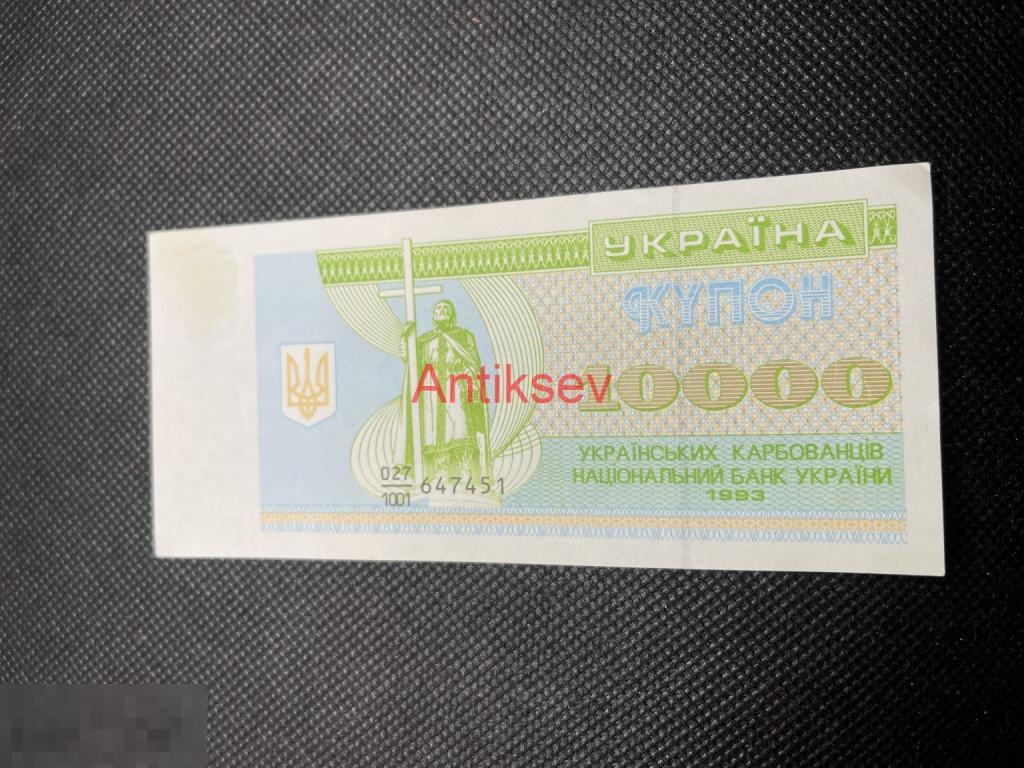 УКРАЇНА
КУПОН
10000
УКРАЇНСЬКИХ КАРБОВАНЦІВ
НАЦІОНАЛЬНИЙ БАНК УКРАЇНИ
1993
027
1001 647451
Antiksev